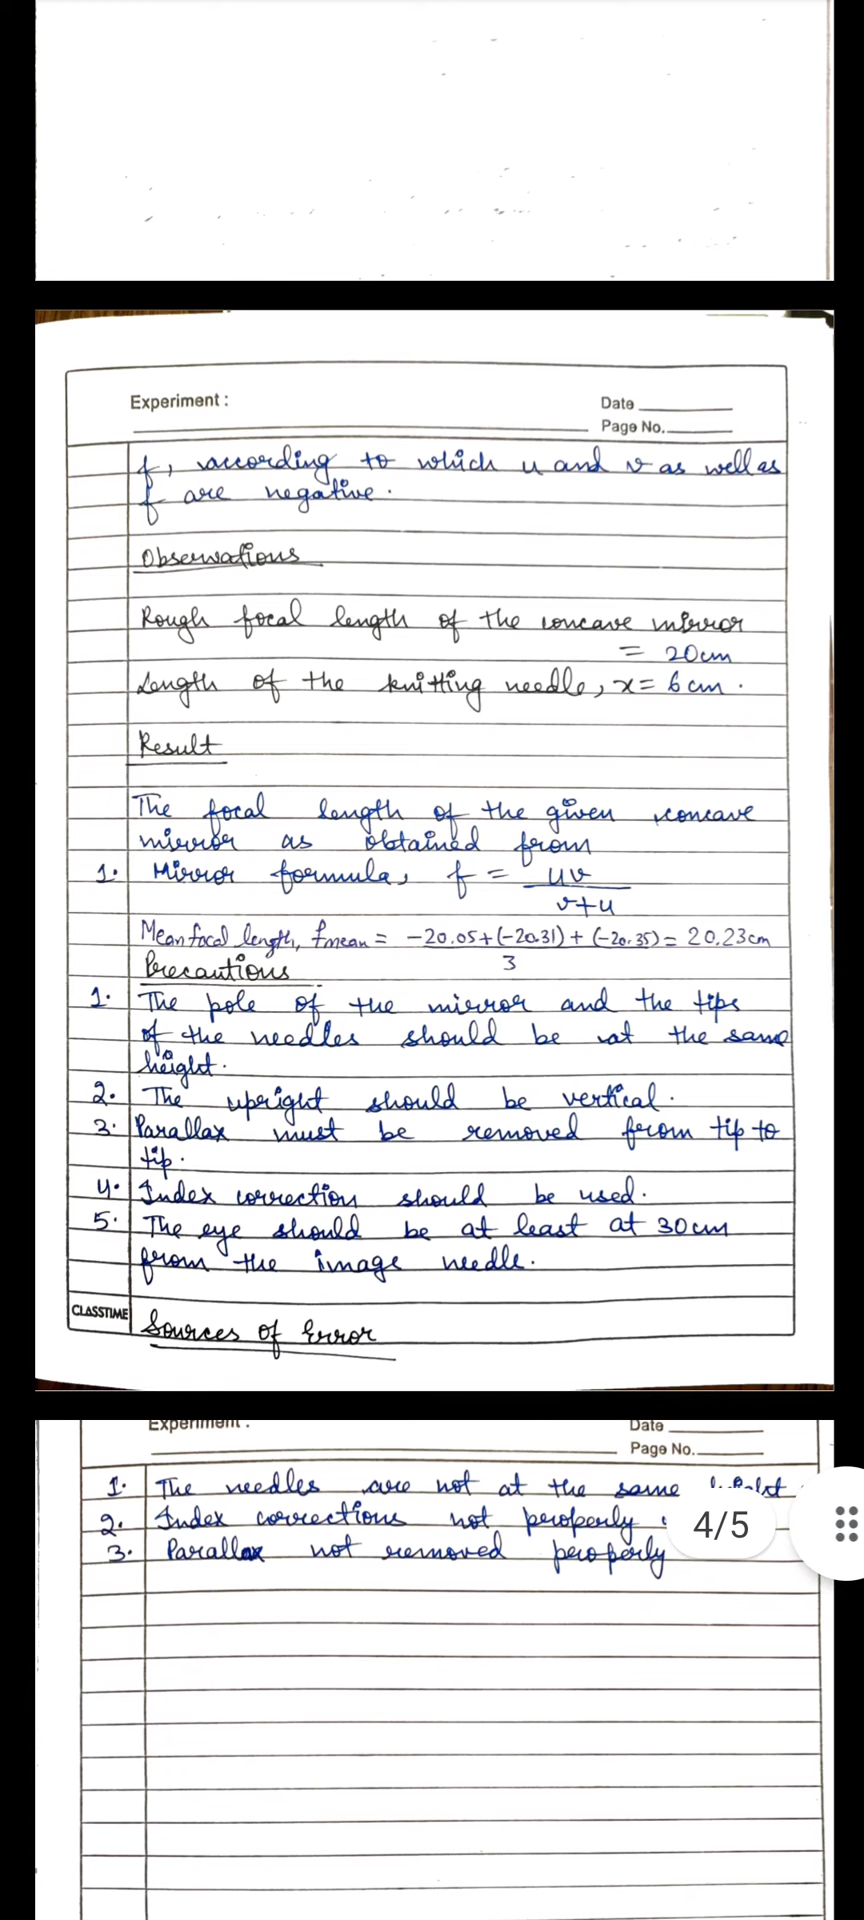 Experiment :
Date
Page No.
f, according to which u and v as well as
f are negative.
Observations
Rough focal length of the concave mirror
= 20cm
Length of the knitting needle, x = 6 cm.
Result
The focal length of the given concave
mirror as obtained from
1. Mirror formula, f = uv
v+u
Mean focal length, fmean = -20.05+(-20.31) + (-20.35) = 20.23cm
3
Precautions
1. The pole of the mirror and the tips
of the needles should be at the same
height.
2. The upright should be vertical.
3. Parallax must be removed from tip to
tip.
4. Index correction should be used.
5. The eye should be at least at 30cm
from the image needle.
CLASSTIME
Sources of Error
Experiment :
Date
Page No.
1. The needles are not at the same
2. Index corrections not properly
4/5
3. Parallax not removed properly